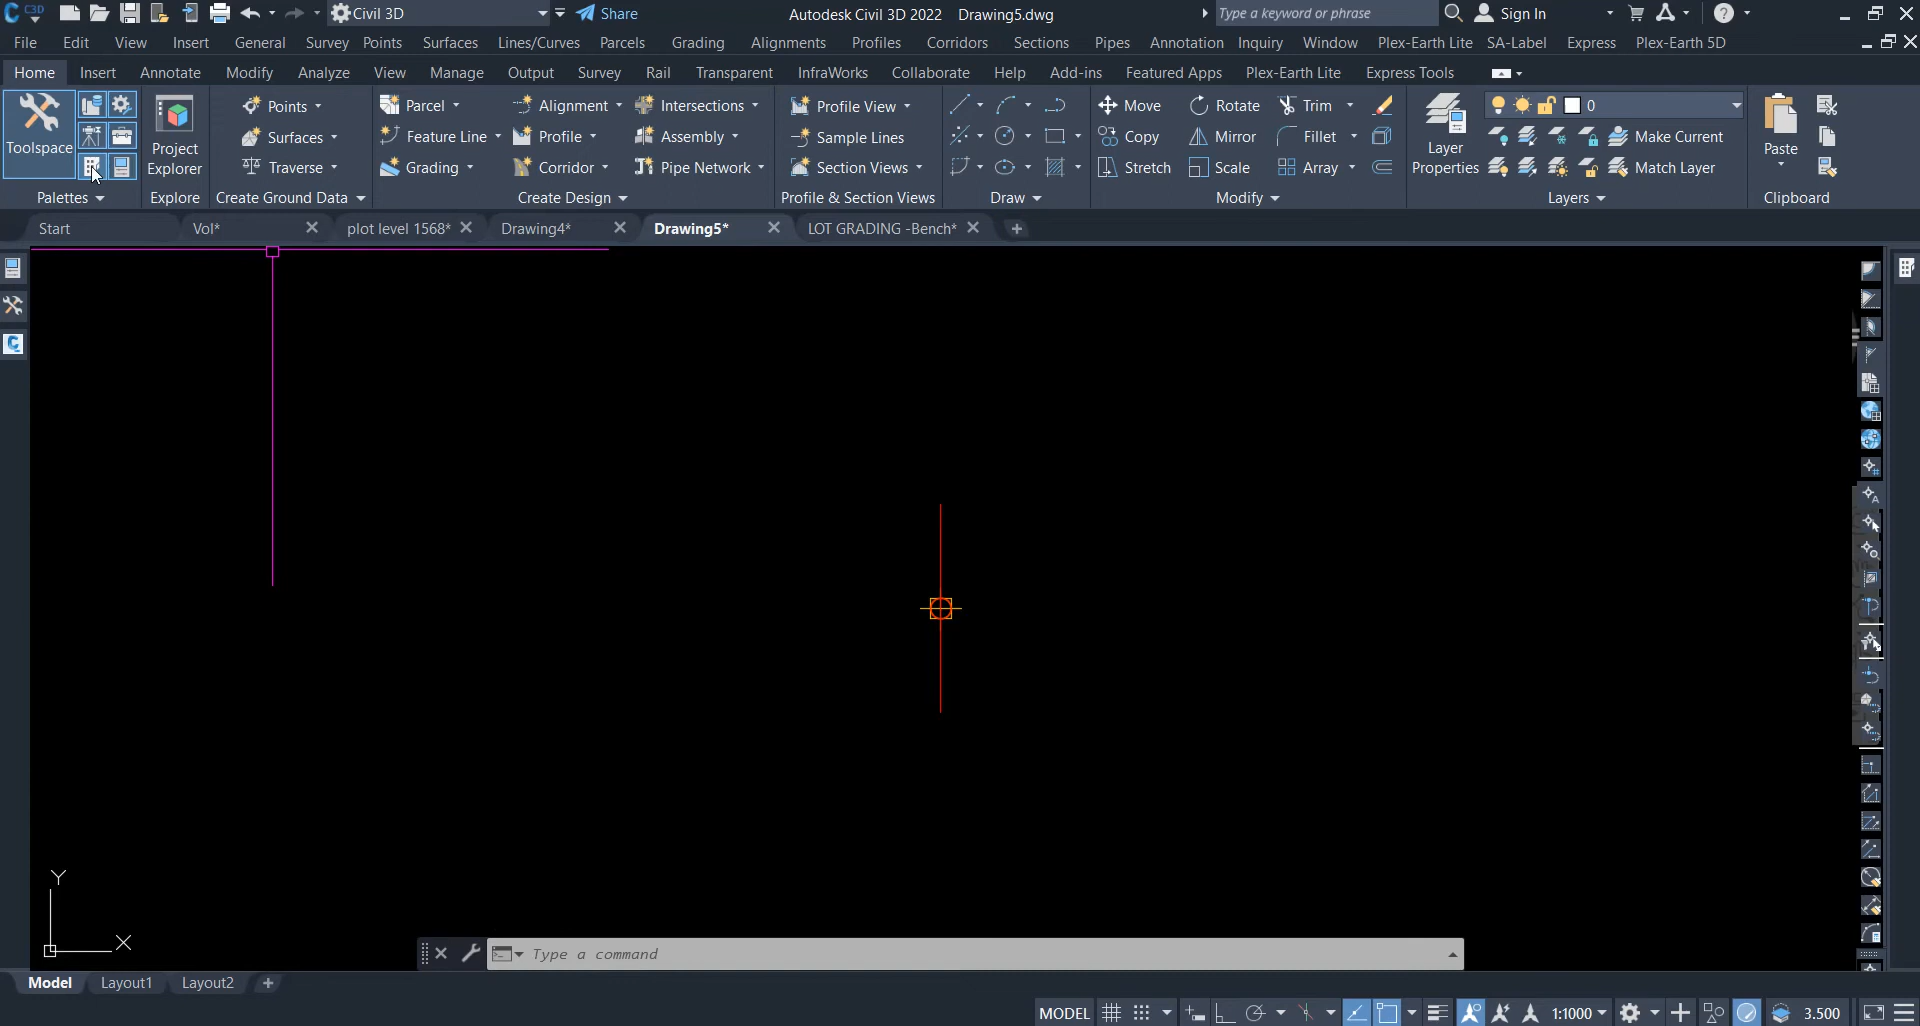 C3D Civil 3D Share Autodesk Civil 3D 2022 Drawing5.dwg Type a keyword or phrase Sign In
File Edit View Insert General Survey Points Surfaces Lines/Curves Parcels Grading Alignments Profiles Corridors Sections Pipes Annotation Inquiry Window Plex-Earth Lite SA-Label Express Plex-Earth 5D
Home Insert Annotate Modify Analyze View Manage Output Survey Rail Transparent InfraWorks Collaborate Help Add-ins Featured Apps Plex-Earth Lite Express Tools
Points Parcel Alignment Intersections Profile View Move Rotate Trim 0
Surfaces Feature Line Profile Assembly Sample Lines Copy Mirror Fillet Make Current
Toolspace Project Explorer Traverse Grading Corridor Pipe Network Section Views Stretch Scale Array Layer Properties Match Layer Paste
Palettes Explore Create Ground Data Create Design Profile & Section Views Draw Modify Layers Clipboard
Start Vol* plot level 1568* Drawing4* Drawing5* LOT GRADING -Bench*
Y
X
Type a command
Model Layout1 Layout2
MODEL 1:1000 3.500